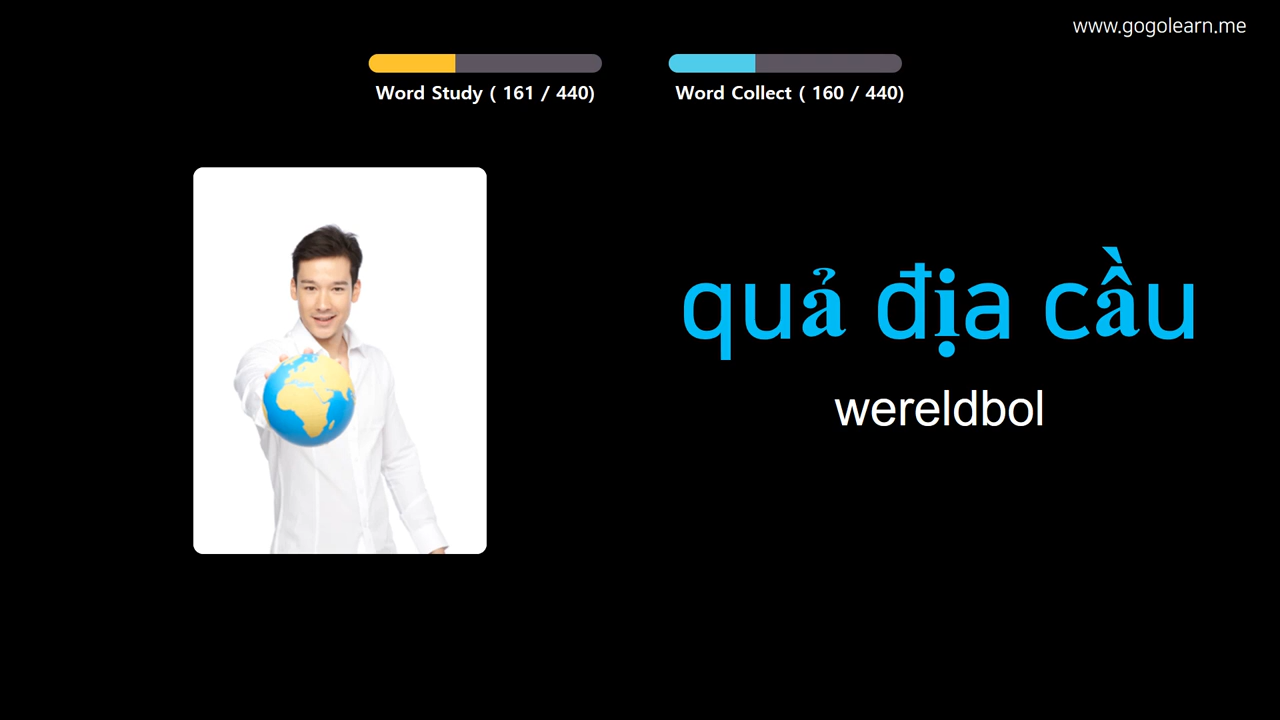 www.gogolearn.me
Word Study ( 161 / 440)
Word Collect ( 160 / 440)
quả địa cầu
wereldbol